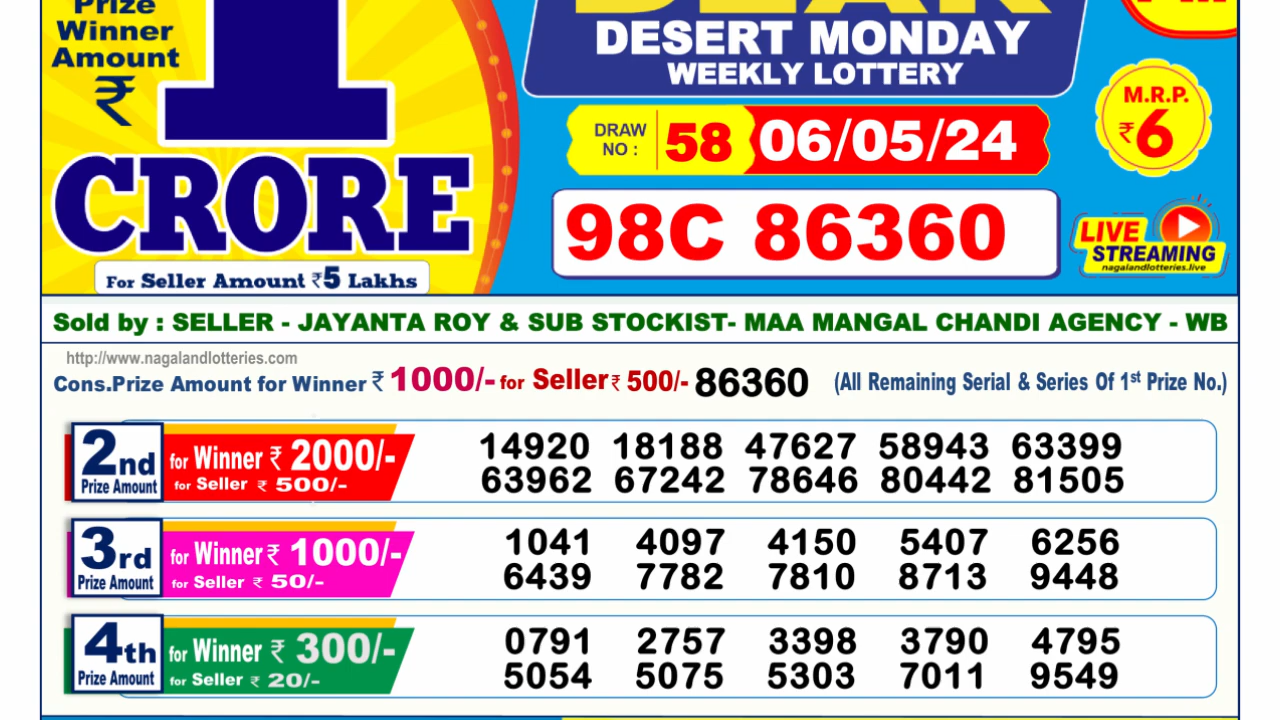 Prize
Winner
Amount
₹
1
CRORE
For Seller Amount ₹5 Lakhs
DEAR
DESERT MONDAY
WEEKLY LOTTERY
DRAW NO : 58 06/05/24
M.R.P.
₹6
98C 86360
LIVE
STREAMING
nagalandlotteries.live
Sold by : SELLER - JAYANTA ROY & SUB STOCKIST- MAA MANGAL CHANDI AGENCY - WB
http://www.nagalandlotteries.com
Cons.Prize Amount for Winner ₹ 1000/- for Seller ₹ 500/- 86360 (All Remaining Serial & Series Of 1st Prize No.)
2nd Prize Amount
for Winner ₹ 2000/-
for Seller ₹ 500/-
14920 18188 47627 58943 63399
63962 67242 78646 80442 81505
3rd Prize Amount
for Winner ₹ 1000/-
for Seller ₹ 50/-
1041 4097 4150 5407 6256
6439 7782 7810 8713 9448
4th Prize Amount
for Winner ₹ 300/-
for Seller ₹ 20/-
0791 2757 3398 3790 4795
5054 5075 5303 7011 9549